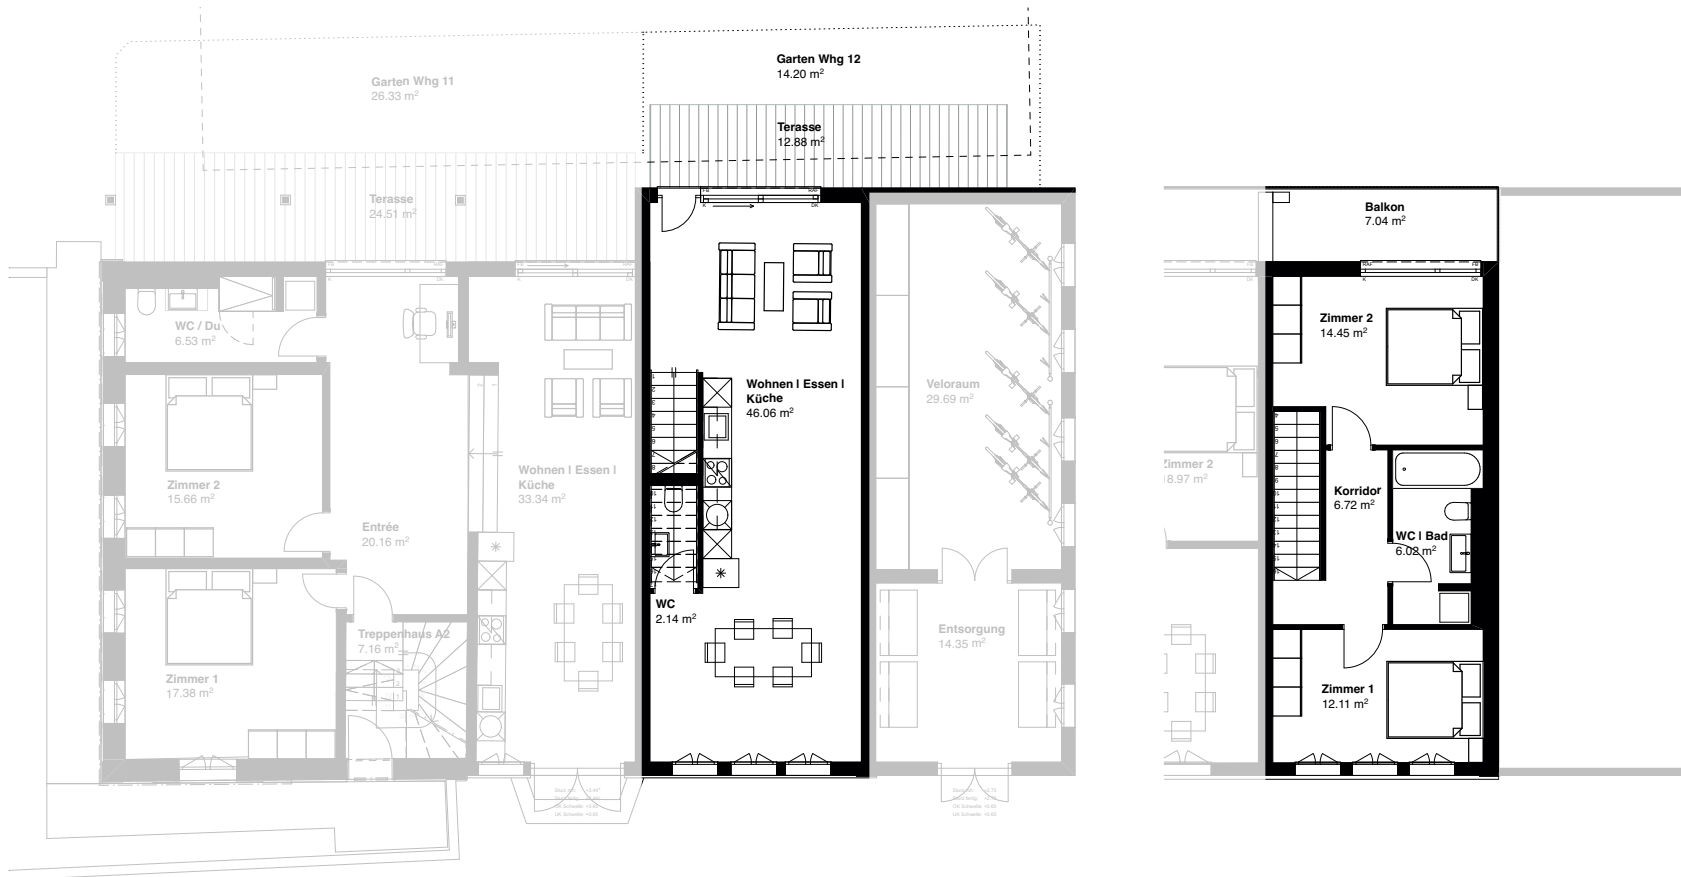 Garten Whg 11
26.33 m²
Garten Whg 12
14.20 m²
Terasse
12.88 m²
Terasse
24.51 m²
WC / Du
6.53 m²
Zimmer 2
15.66 m²
Entrée
20.16 m²
Zimmer 1
17.38 m²
Treppenhaus A2
7.16 m²
Wohnen | Essen |
Küche
33.34 m²
Wohnen | Essen |
Küche
46.06 m²
WC
2.14 m²
Veloraum
29.69 m²
Entsorgung
14.35 m²
Balkon
7.04 m²
Zimmer 2
14.45 m²
Zimmer 2
18.97 m²
Korridor
6.72 m²
WC | Bad
6.02 m²
Zimmer 1
12.11 m²